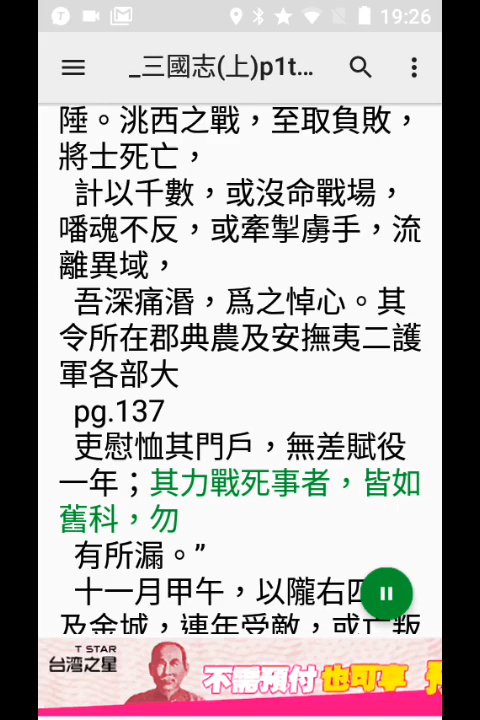 19:26
_三國志(上)p1t...
陲。洮西之戰，至取負敗，
將士死亡，
計以千數，或沒命戰場，
噃魂不反，或牽掣虜手，流
離異域，
吾深痛湣，爲之悼心。其
令所在郡典農及安撫夷二護
軍各部大
pg.137
吏慰恤其門戶，無差賦役
一年；其力戰死事者，皆如
舊科，勿
有所漏。”
十一月甲午，以隴右四
及金城，連年受敵，或亡叛
T STAR
台灣之星
不需預付 也可享